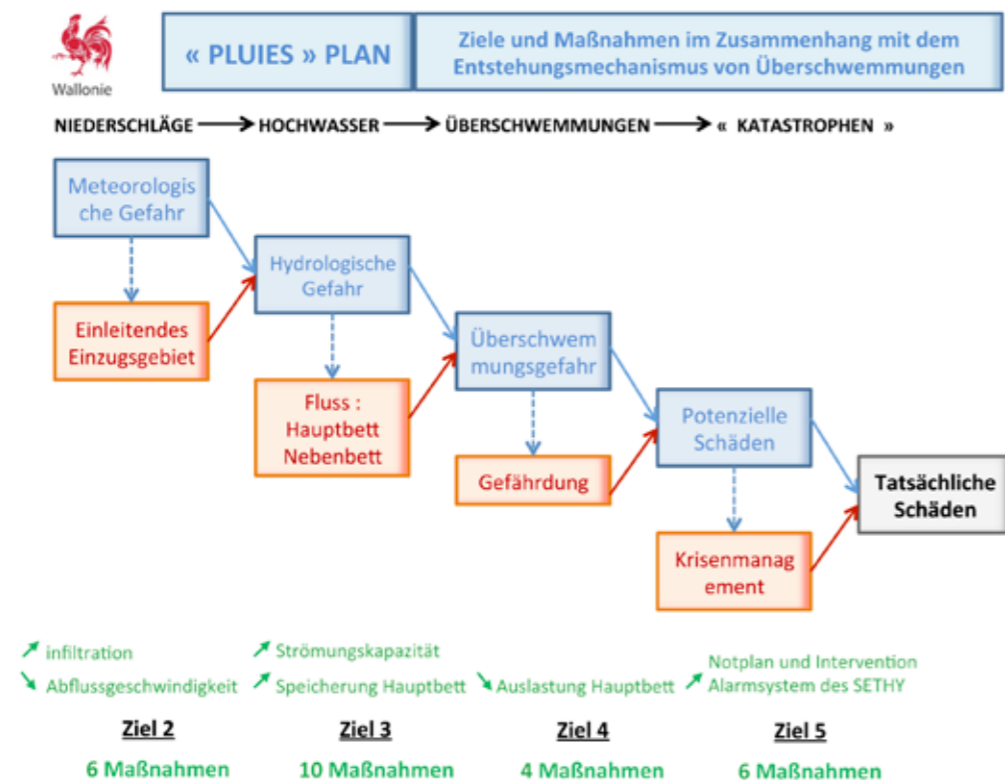 Wallonie
« PLUIES » PLAN
Ziele und Maßnahmen im Zusammenhang mit dem
Entstehungsmechanismus von Überschwemmungen
NIEDERSCHLÄGE → HOCHWASSER → ÜBERSCHWEMMUNGEN → « KATASTROPHEN »
Meteorologis
che Gefahr
Hydrologische
Gefahr
Einleitendes
Einzugsgebiet
Überschwem
mungsgefahr
Fluss :
Hauptbett
Nebenbett
Potenzielle
Schäden
Gefährdung
Tatsächliche
Schäden
Krisenmanag
ement
infiltration
Abflussgeschwindigkeit
Strömungskapazität
Speicherung Hauptbett
Auslastung Hauptbett
Notplan und Intervention
Alarmsystem des SETHY
Ziel 2
Ziel 3
Ziel 4
Ziel 5
6 Maßnahmen
10 Maßnahmen
4 Maßnahmen
6 Maßnahmen